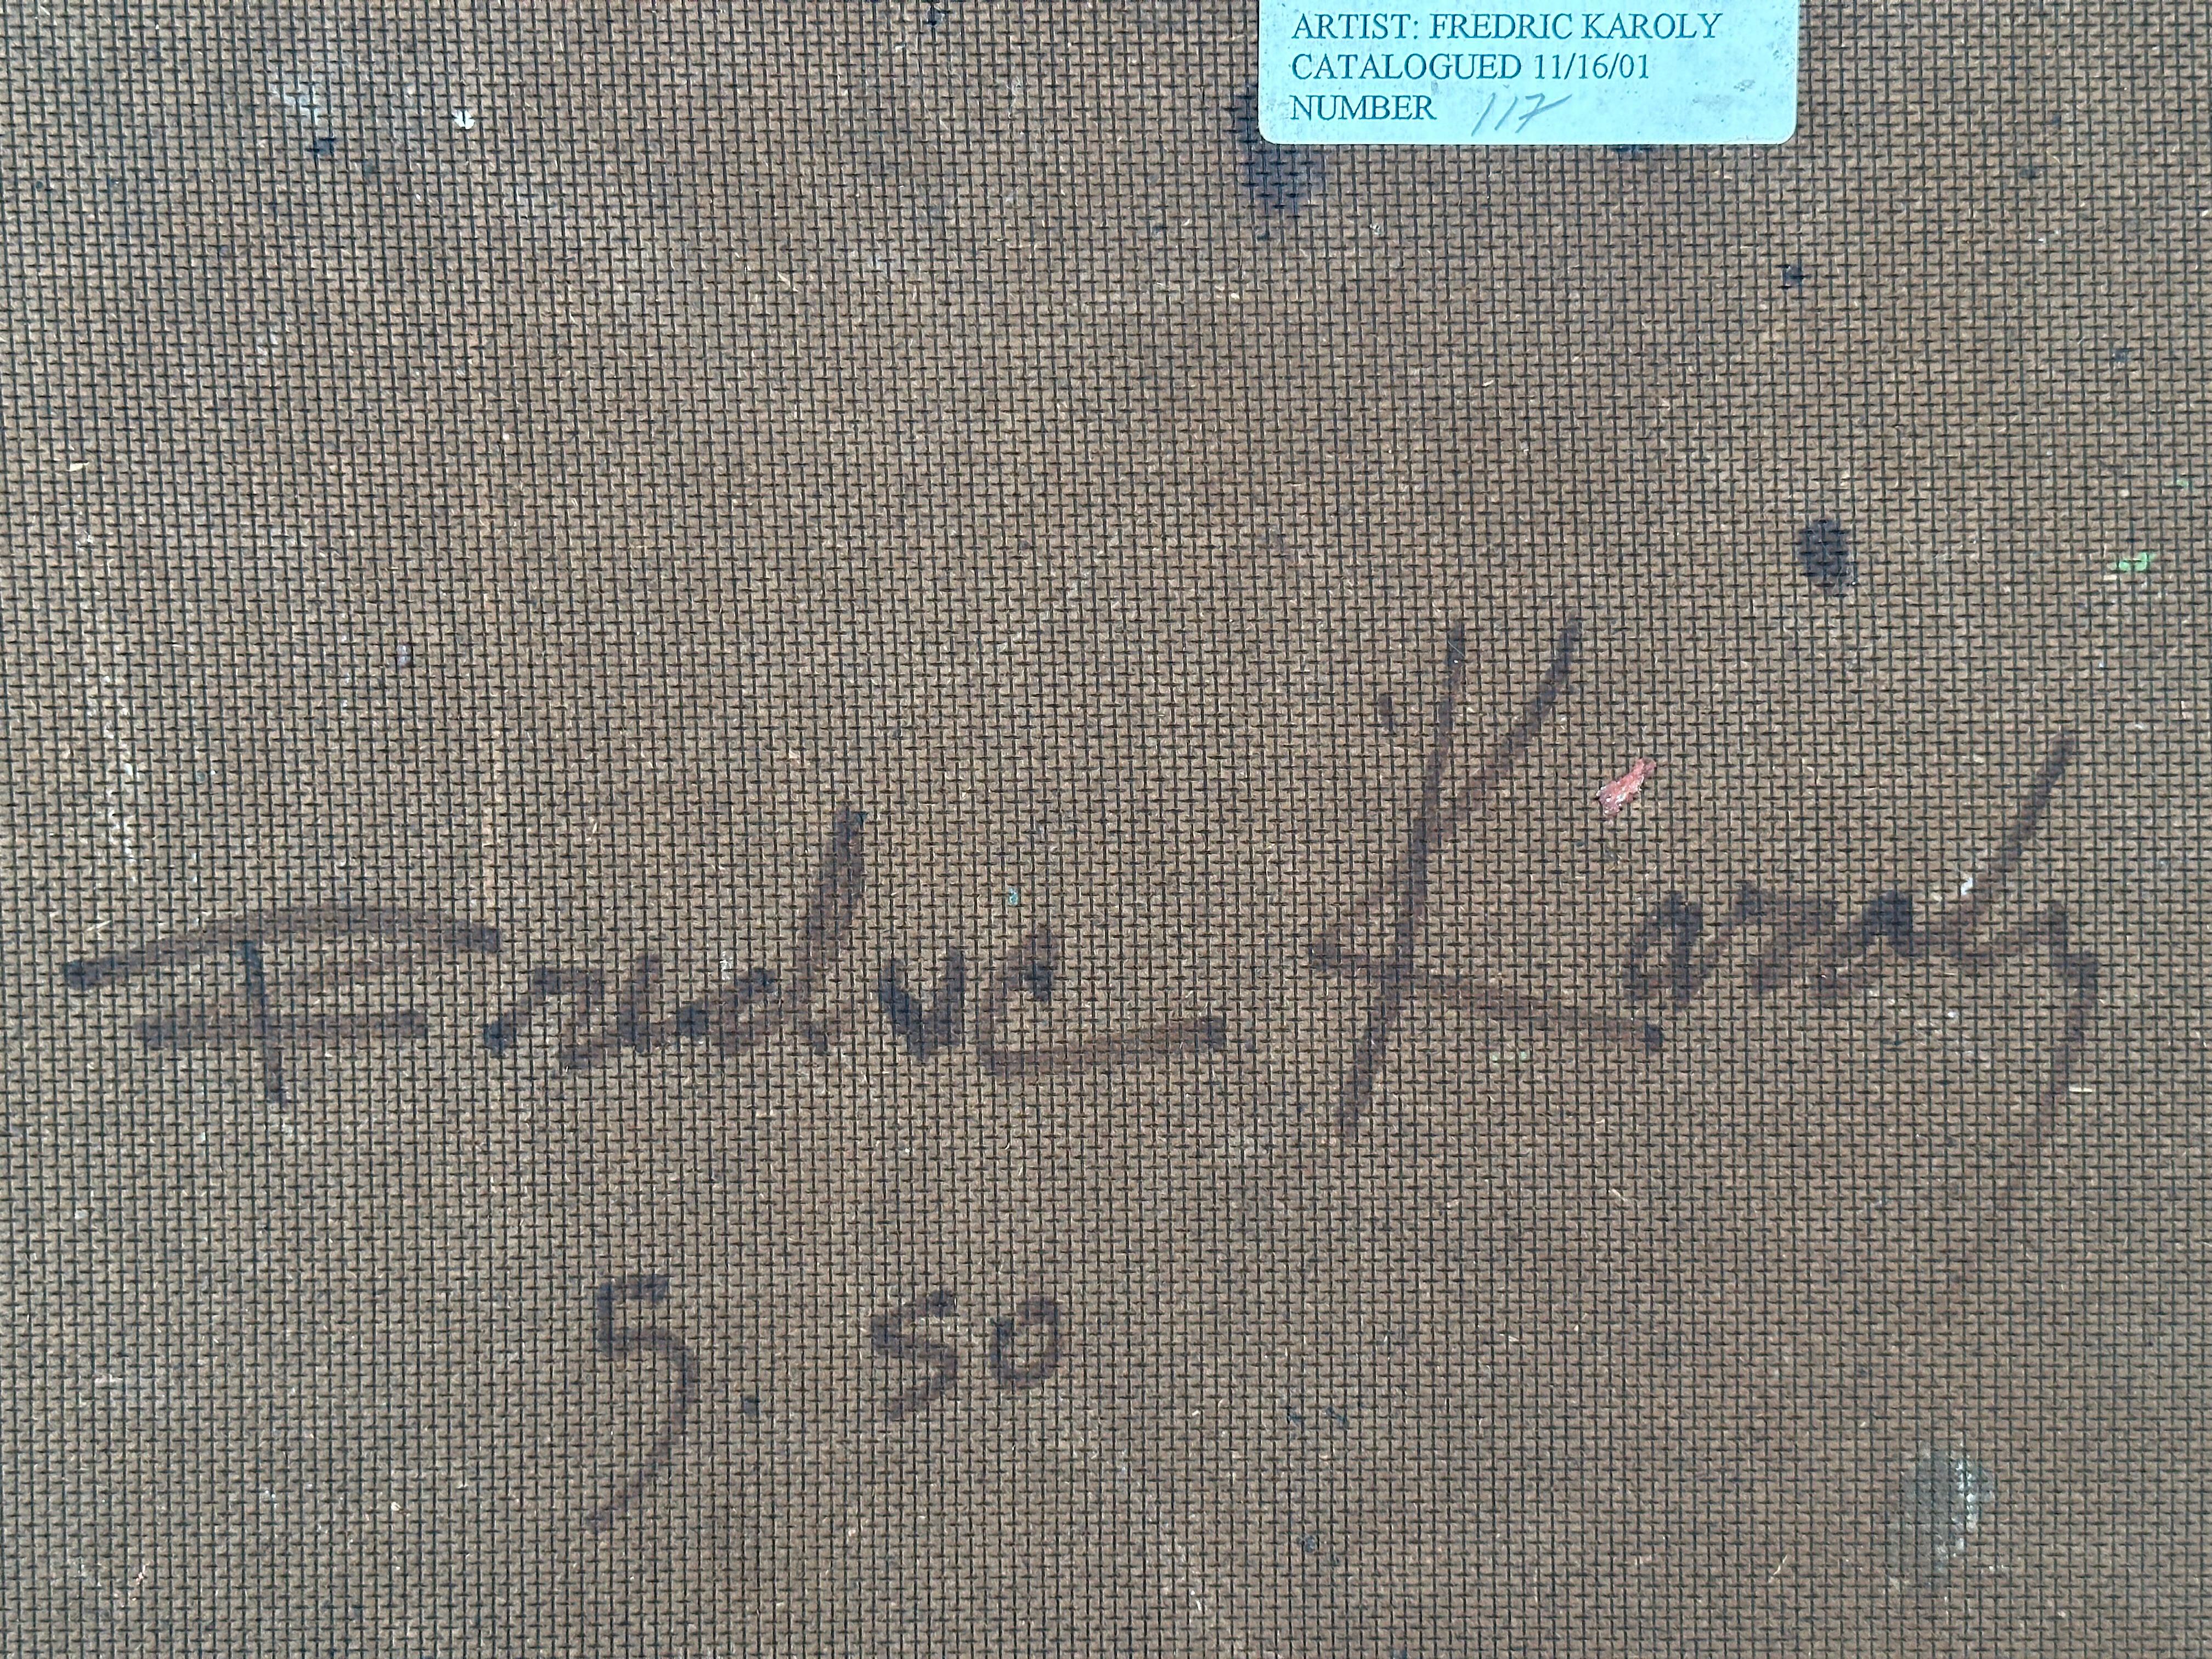 ARTIST: FREDRIC KAROLY
CATALOGUED 11/16/01
NUMBER 117
Fredric Karoly
5. 50